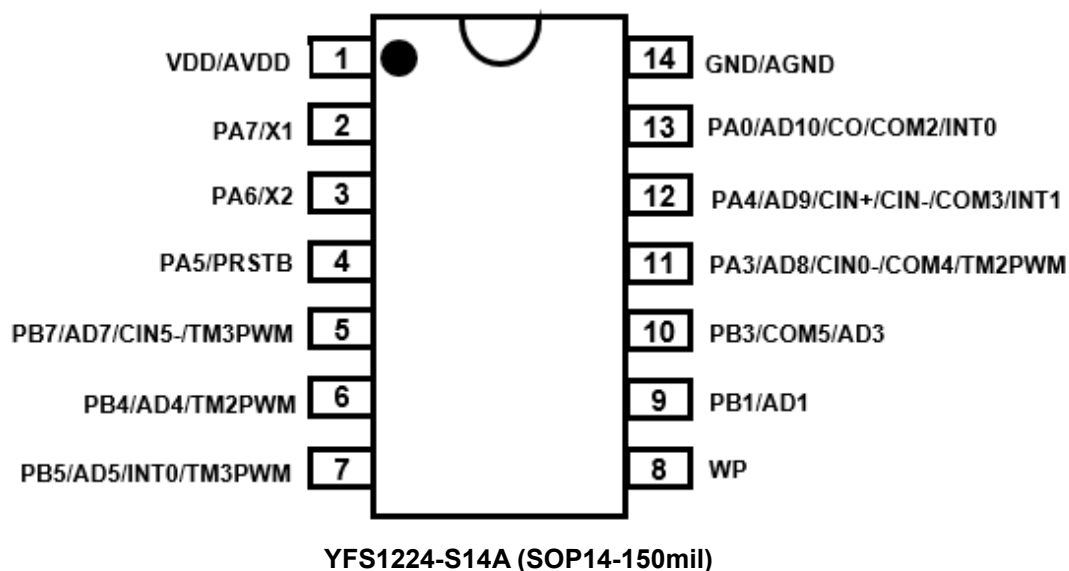 VDD/AVDD 1 14 GND/AGND
PA7/X1 2 13 PA0/AD10/CO/COM2/INT0
PA6/X2 3 12 PA4/AD9/CIN+/CIN-/COM3/INT1
PA5/PRSTB 4 11 PA3/AD8/CIN0-/COM4/TM2PWM
PB7/AD7/CIN5-/TM3PWM 5 10 PB3/COM5/AD3
PB4/AD4/TM2PWM 6 9 PB1/AD1
PB5/AD5/INT0/TM3PWM 7 8 WP
YFS1224-S14A (SOP14-150mil)